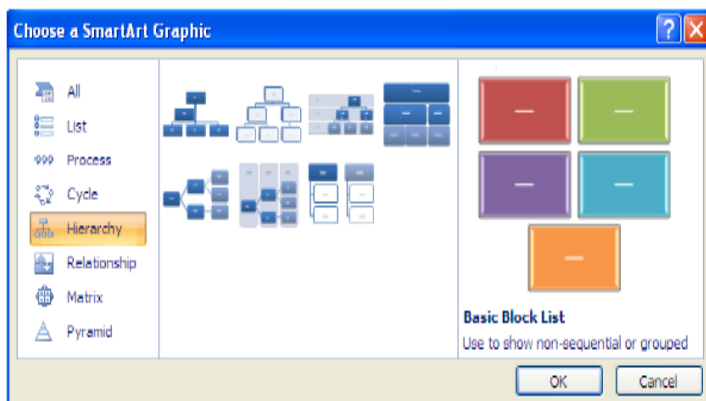 Choose a SmartArt Graphic
All
List
Process
Cycle
Hierarchy
Relationship
Matrix
Pyramid
Basic Block List
Use to show non-sequential or grouped
OK
Cancel